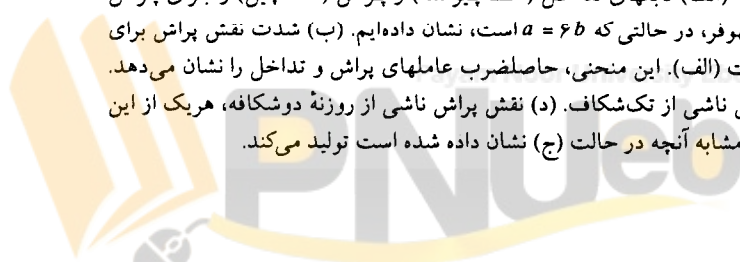 هوفر، در حالتی که a = ۶b است، نشان داده‌ایم. (ب) شدت نقش پراش برای
ت (الف). این منحنی، حاصلضرب عاملهای پراش و تداخل را نشان می‌دهد.
ناشی از تک‌شکاف. (د) نقش پراش ناشی از روزنهٔ دوشکافه، هریک از این
مشابه آنچه در حالت (ج) نشان داده شده است تولید می‌کند.
PNUeb